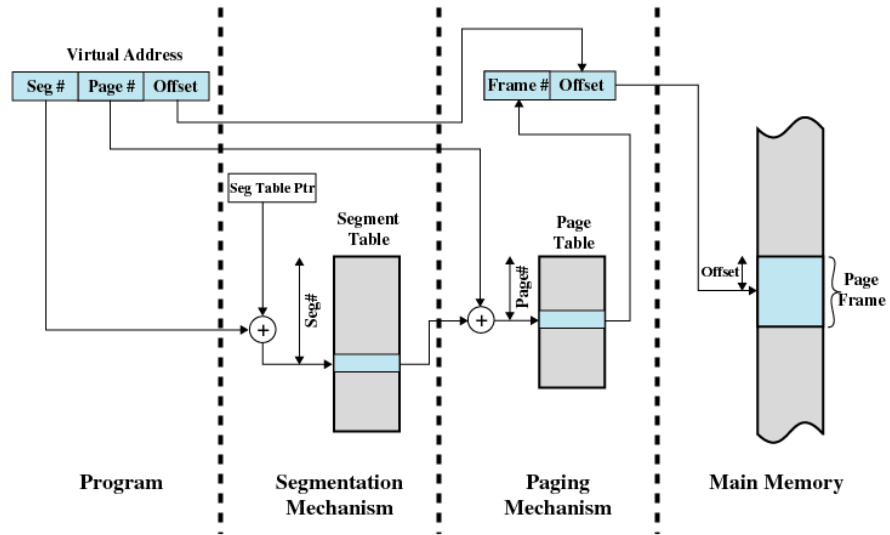 Virtual Address
Seg # Page # Offset
Frame # Offset
Seg Table Ptr
Segment
Table
Page
Table
Seg#
Page#
Offset
Page
Frame
+
+
Program
Segmentation
Mechanism
Paging
Mechanism
Main Memory